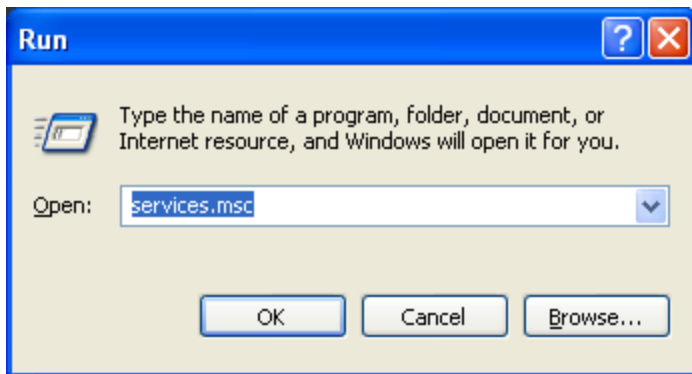 Run
Type the name of a program, folder, document, or
Internet resource, and Windows will open it for you.
Open: services.msc
OK Cancel Browse...